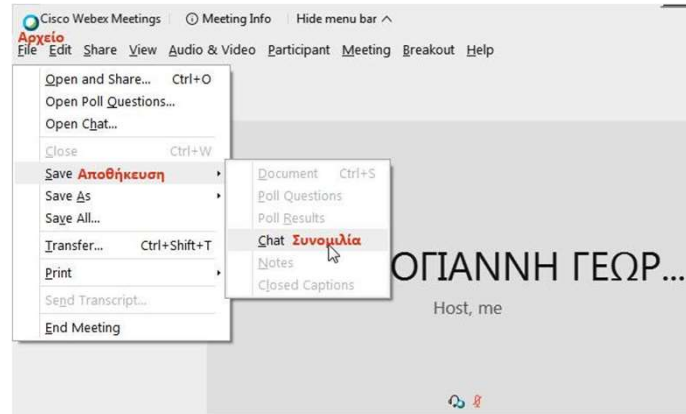 Cisco Webex Meetings Meeting Info Hide menu bar
Αρχείο
File Edit Share View Audio & Video Participant Meeting Breakout Help
Open and Share... Ctrl+O
Open Poll Questions...
Open Chat...
Close Ctrl+W
Save Αποθήκευση
Save As
Save All...
Transfer... Ctrl+Shift+T
Print
Send Transcript...
End Meeting
Document Ctrl+S
Poll Questions
Poll Results
Chat Συνομιλία
Notes
Closed Captions
ΟΓΙΑΝΝΗ ΓΕΩΡ...
Host, me